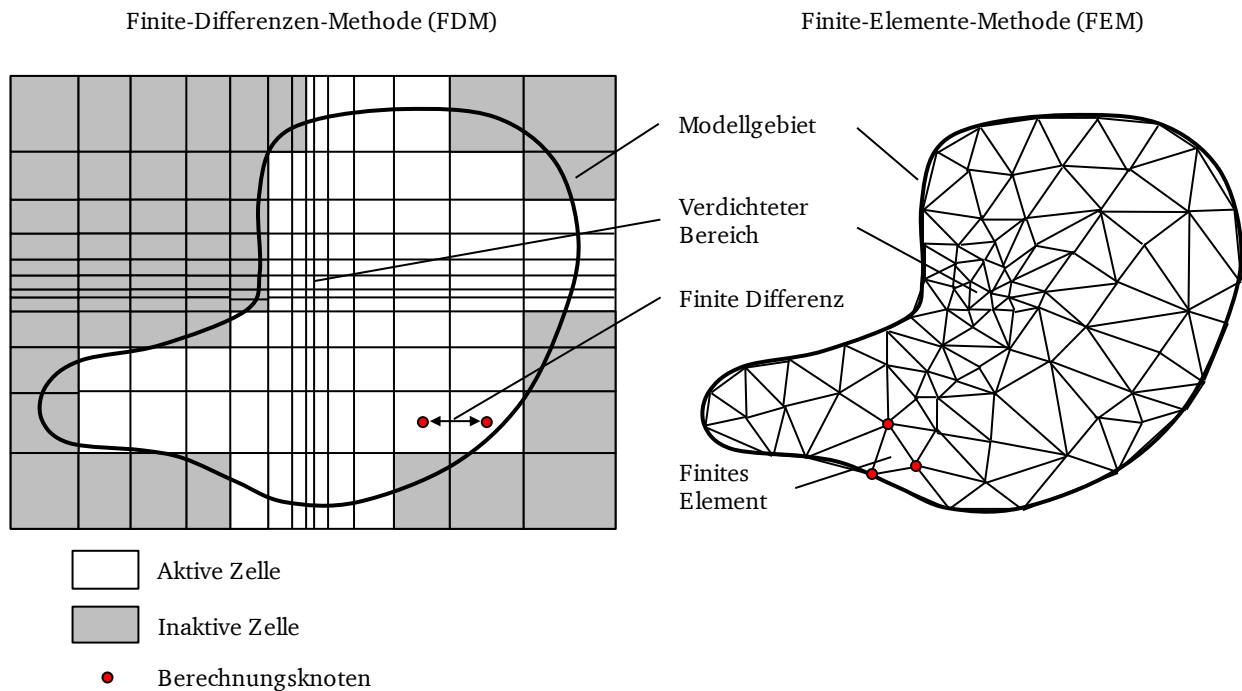 Finite-Differenzen-Methode (FDM)
Finite-Elemente-Methode (FEM)
Modellgebiet
Verdichteter
Bereich
Finite Differenz
Finites
Element
Aktive Zelle
Inaktive Zelle
Berechnungsknoten